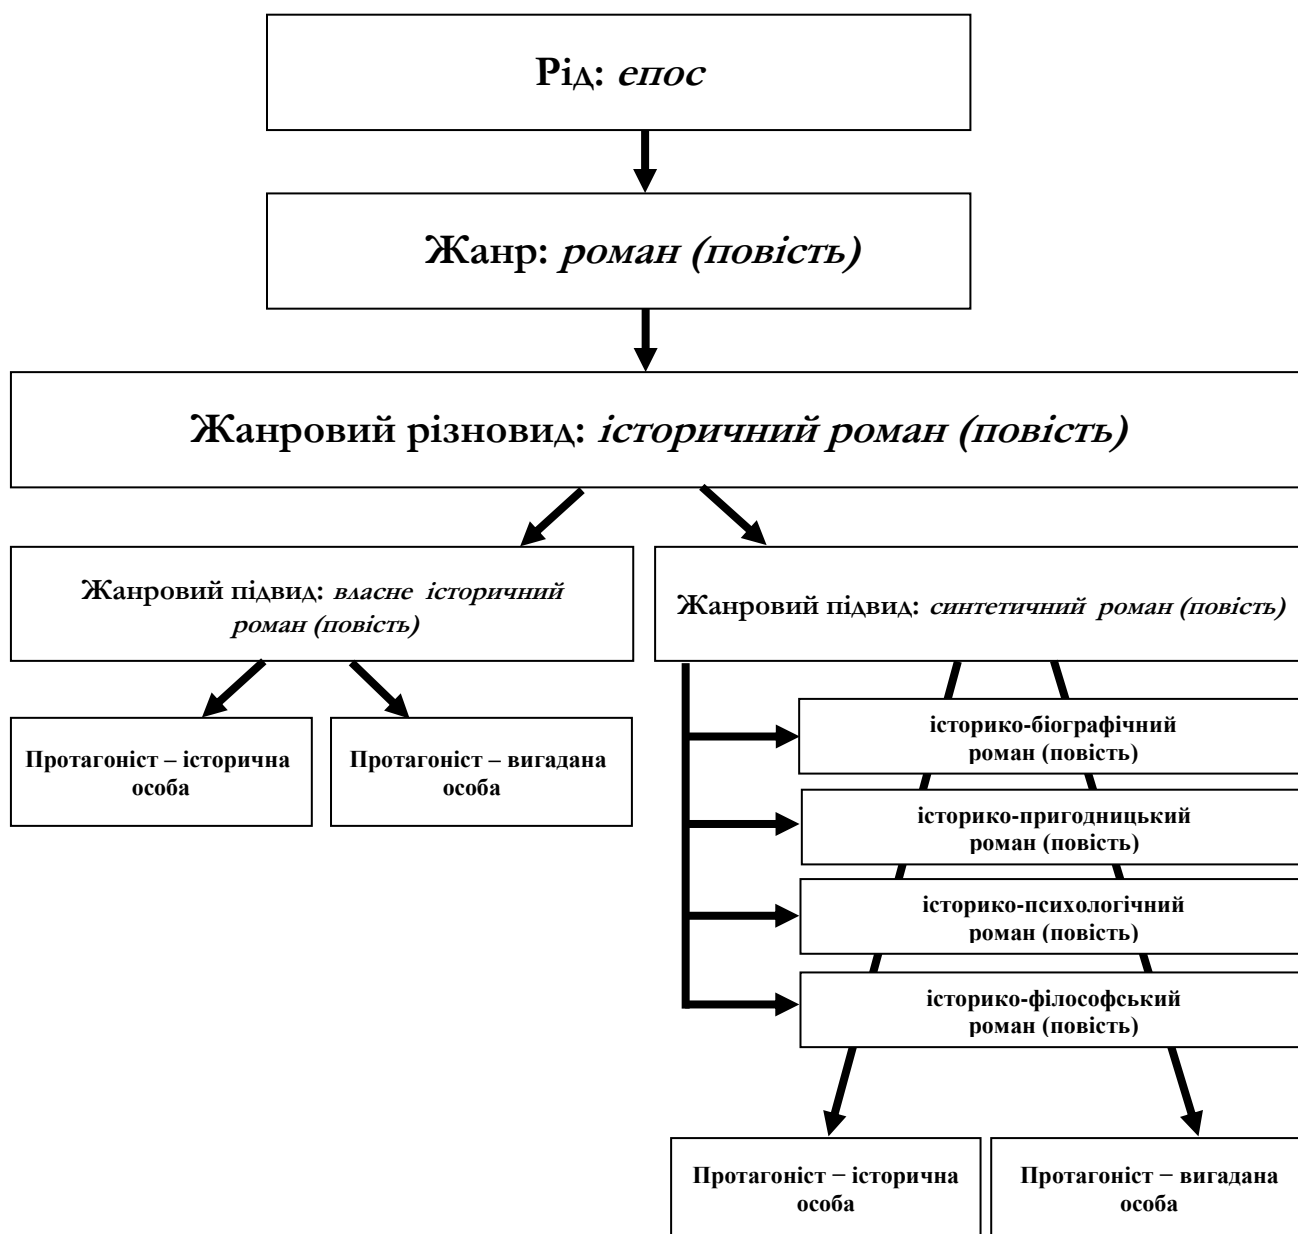 Рід: епос
Жанр: роман (повість)
Жанровий різновид: історичний роман (повість)
Жанровий підвид: власне історичний
роман (повість)
Жанровий підвид: синтетичний роман (повість)
Протагоніст – історична
особа
Протагоніст – вигадана
особа
історико-біографічний
роман (повість)
історико-пригодницький
роман (повість)
історико-психологічний
роман (повість)
історико-філософський
роман (повість)
Протагоніст – історична
особа
Протагоніст – вигадана
особа